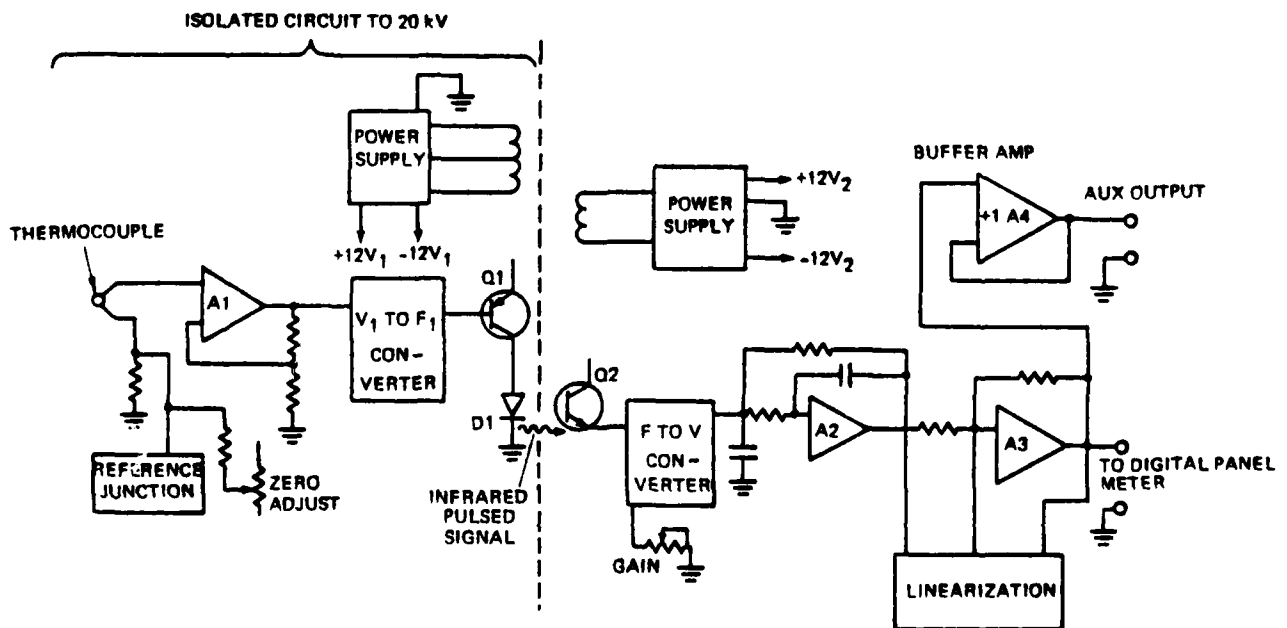 ISOLATED CIRCUIT TO 20 kV
POWER
SUPPLY
+12V1 -12V1
THERMOCOUPLE
A1
V1 TO F1
CON-
VERTER
Q1
D1
REFERENCE
JUNCTION
ZERO
ADJUST
INFRARED
PULSED
SIGNAL
Q2
POWER
SUPPLY
+12V2
-12V2
F TO V
CON-
VERTER
GAIN
A2
A3
BUFFER AMP
+1 A4
AUX OUTPUT
TO DIGITAL PANEL
METER
LINEARIZATION